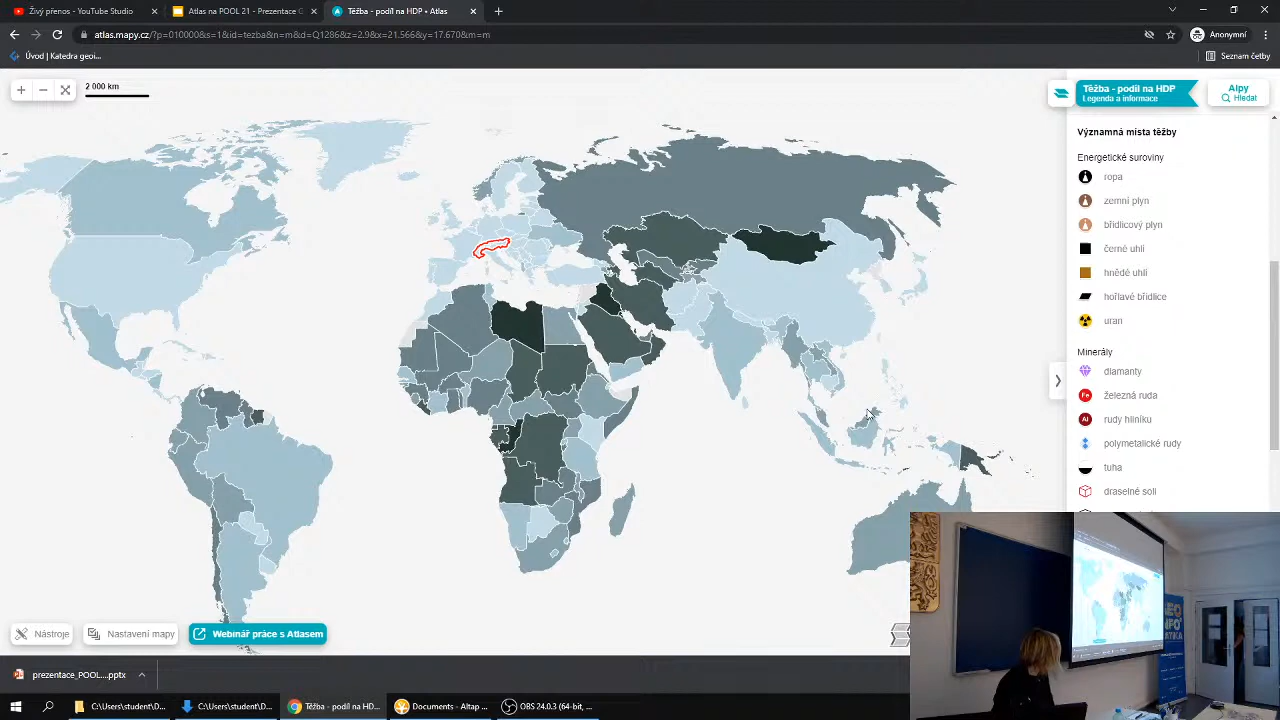 Živý přenos - YouTube Studio
Atlas na POOL 21 - Prezentace G
Těžba - podíl na HDP • Atlas
atlas.mapy.cz/?p=010000&s=1&id=tezba&n=m&d=Q1286&z=2.9&x=21.566&y=17.670&m=m
Anonymní
Úvod | Katedra geoi...
Seznam četby
2 000 km
Těžba - podíl na HDP
Legenda a informace
Alpy
Hledat
Významná místa těžby
Energetické suroviny
ropa
zemní plyn
břidlicový plyn
černé uhlí
hnědé uhlí
hořlavé břidlice
uran
Minerály
diamanty
železná ruda
Fe
rudy hliníku
Al
polymetalické rudy
tuha
draselné soli
Nástroje
Nastavení mapy
Webinář práce s Atlasem
prezentace_POOL....pptx
C:\Users\student\D...
C:\Users\student\D...
Těžba - podíl na HD...
Documents - Altap ...
OBS 24.0.3 (64-bit, ...